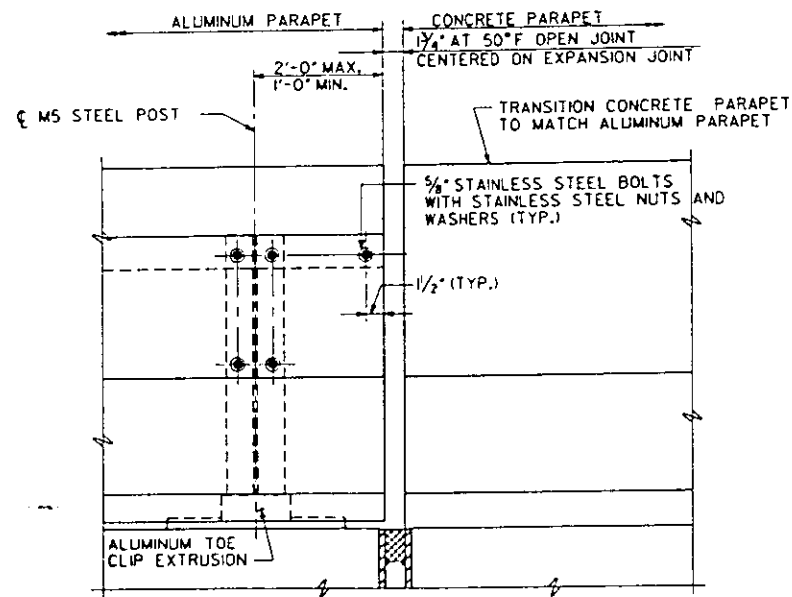 ALUMINUM PARAPET
CONCRETE PARAPET
1¾" AT 50°F OPEN JOINT
CENTERED ON EXPANSION JOINT
2'-0" MAX.
1'-0" MIN.
℄ M5 STEEL POST
TRANSITION CONCRETE PARAPET
TO MATCH ALUMINUM PARAPET
⅝" STAINLESS STEEL BOLTS
WITH STAINLESS STEEL NUTS AND
WASHERS (TYP.)
1½" (TYP.)
ALUMINUM TOE
CLIP EXTRUSION